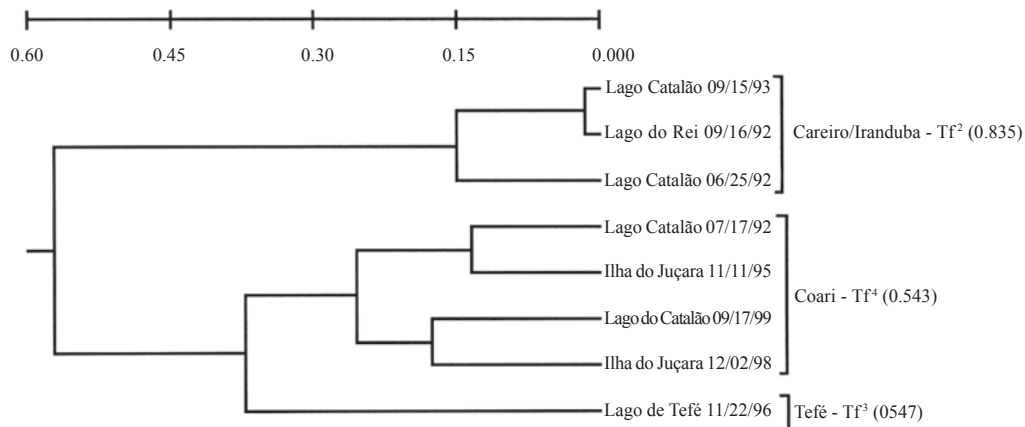 0.60 0.45 0.30 0.15 0.000
Lago Catalão 09/15/93
Lago do Rei 09/16/92
Careiro/Iranduba - Tf² (0.835)
Lago Catalão 06/25/92
Lago Catalão 07/17/92
Ilha do Juçara 11/11/95
Coari - Tf⁴ (0.543)
Lago do Catalão 09/17/99
Ilha do Juçara 12/02/98
Lago de Tefé 11/22/96
Tefé - Tf³ (0547)